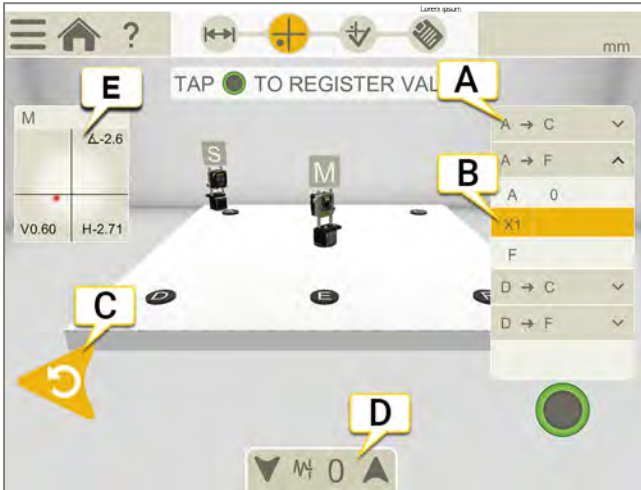 Lorem ipsum
?
mm
TAP TO REGISTER VAL
A
E
M
∡-2.6
V0.60 H-2.71
S
M
A → C
A → F
B
A 0
X1
F
D → C
D → F
D
E
F
C
D
0